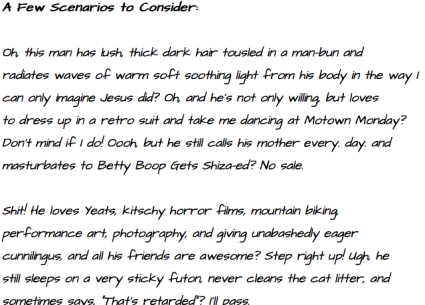 A Few Scenarios to Consider:
Oh, this man has lush, thick dark hair tousled in a man-bun and
radiates waves of warm soft soothing light from his body in the way I
can only imagine Jesus did? Oh, and he's not only willing, but loves
to dress up in a retro suit and take me dancing at Motown Monday?
Don't mind if I do! Oooh, but he still calls his mother every. day. and
masturbates to Betty Boop Gets Shiza-ed? No sale.
Shit! He loves Yeats, kitschy horror films, mountain biking,
performance art, photography, and giving unabashedly eager
cunnilingus, and all his friends are awesome? Step right up! Ugh, he
still sleeps on a very sticky futon, never cleans the cat litter, and
sometimes says, "That's retarded"? I'll pass.